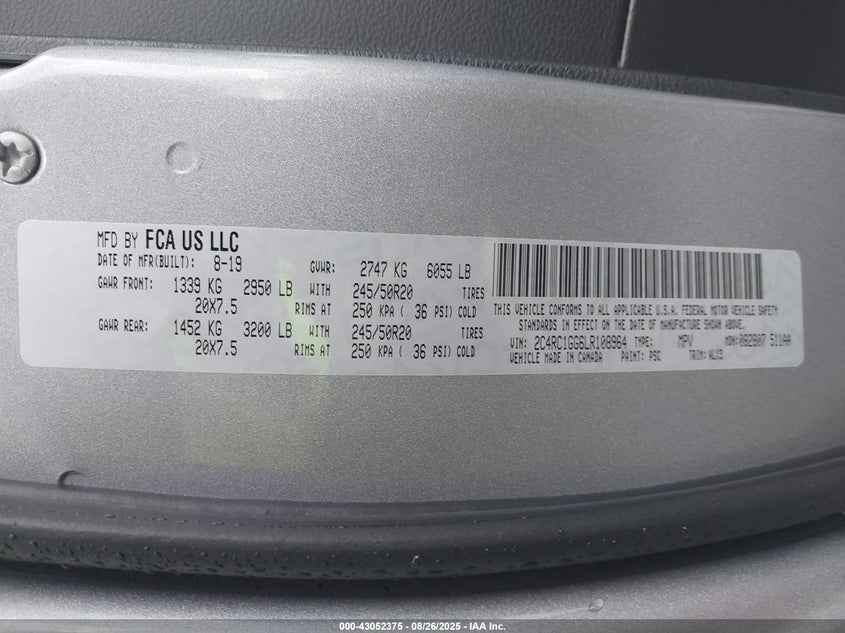 MFD BY FCA US LLC
DATE OF MFR(BUILT): 8-19 GVWR: 2747 KG 6055 LB
GAWR FRONT: 1339 KG 2950 LB WITH 245/50R20 TIRES
20X7.5 RIMS AT 250 KPA ( 36 PSI) COLD
GAWR REAR: 1452 KG 3200 LB WITH 245/50R20 TIRES
20X7.5 RIMS AT 250 KPA ( 36 PSI) COLD
THIS VEHICLE CONFORMS TO ALL APPLICABLE U.S.A. FEDERAL MOTOR VEHICLE SAFETY
STANDARDS IN EFFECT ON THE DATE OF MANUFACTURE SHOWN ABOVE.
VIN: 2C4RC1GG6LR108964 TYPE: MPV MDH: 082807 511AA
VEHICLE MADE IN CANADA PAINT: PSC TRIM: ALX3
000-43052375 - 08/26/2025 - IAA Inc.